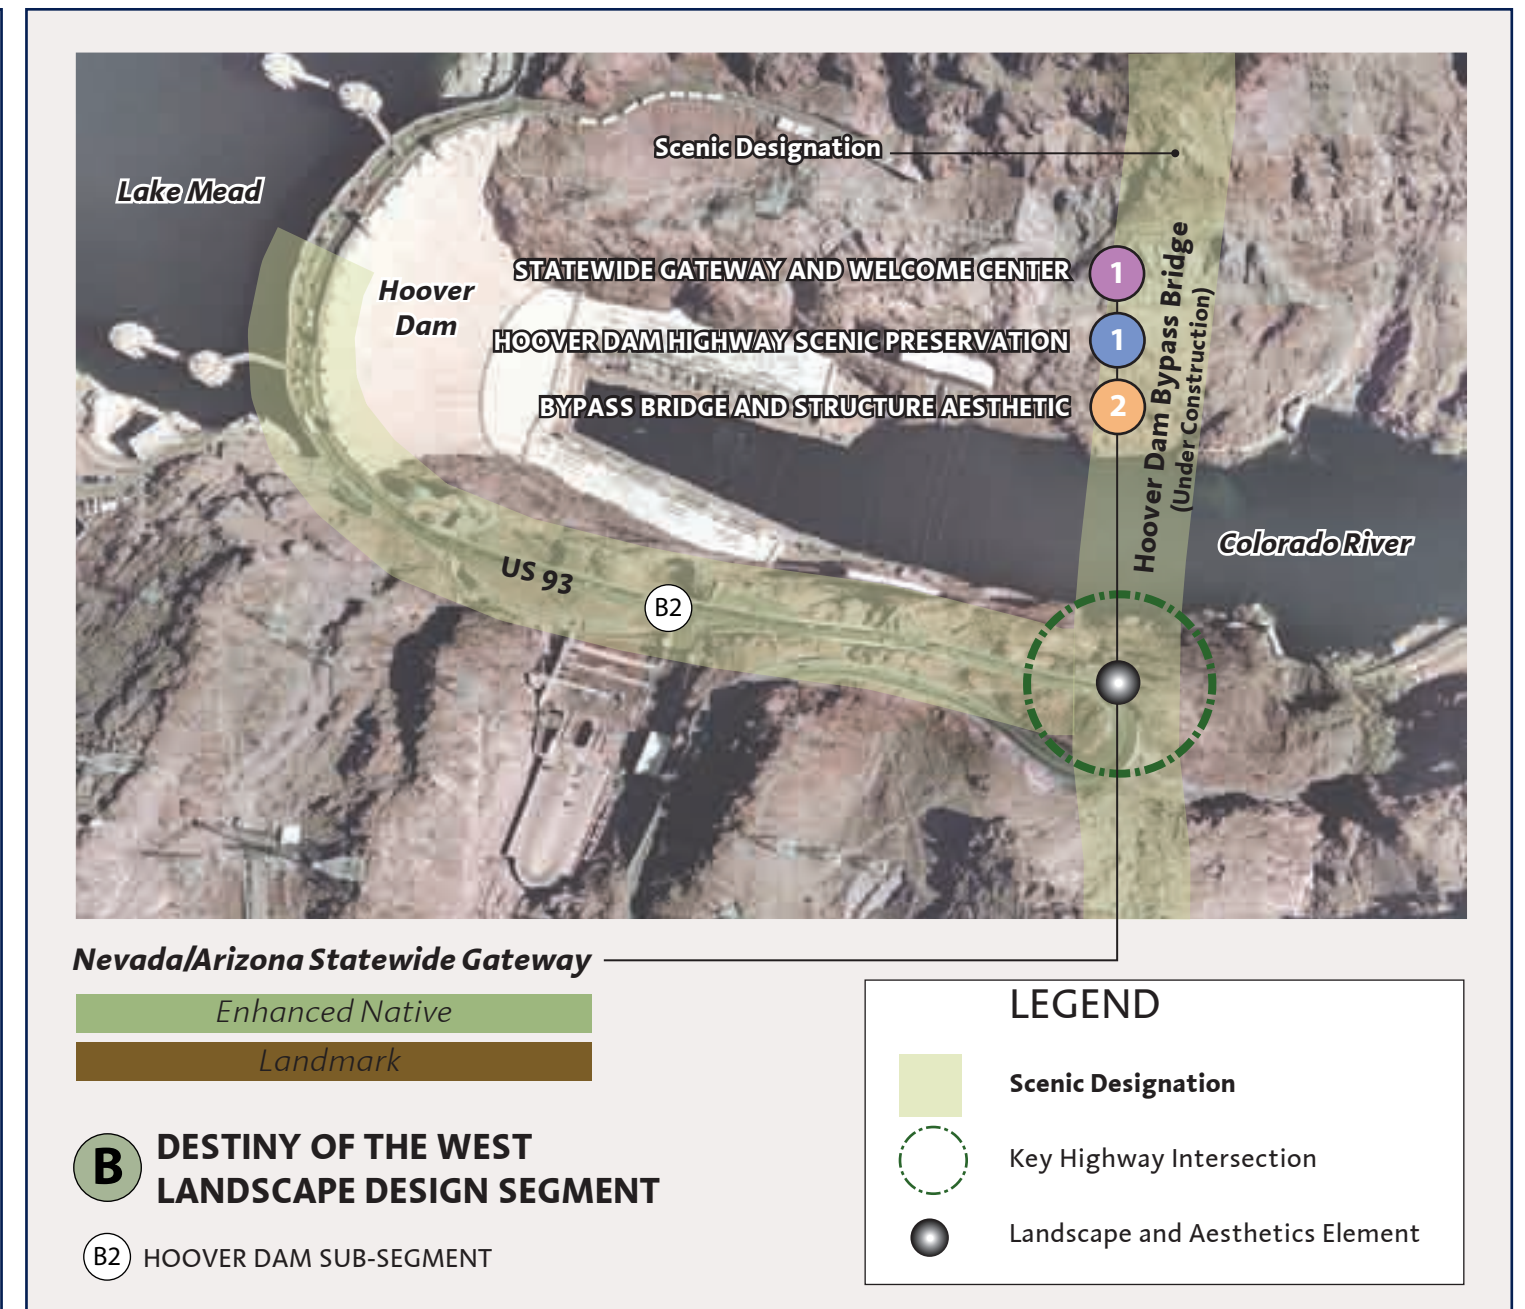 Scenic Designation
Lake Mead
Hoover
Dam
STATEWIDE GATEWAY AND WELCOME CENTER
1
HOOVER DAM HIGHWAY SCENIC PRESERVATION
1
BYPASS BRIDGE AND STRUCTURE AESTHETIC
2
Hoover Dam Bypass Bridge
(Under Construction)
Colorado River
US 93
B2
Nevada/Arizona Statewide Gateway
Enhanced Native
Landmark
B
DESTINY OF THE WEST
LANDSCAPE DESIGN SEGMENT
B2 HOOVER DAM SUB-SEGMENT
LEGEND
Scenic Designation
Key Highway Intersection
Landscape and Aesthetics Element